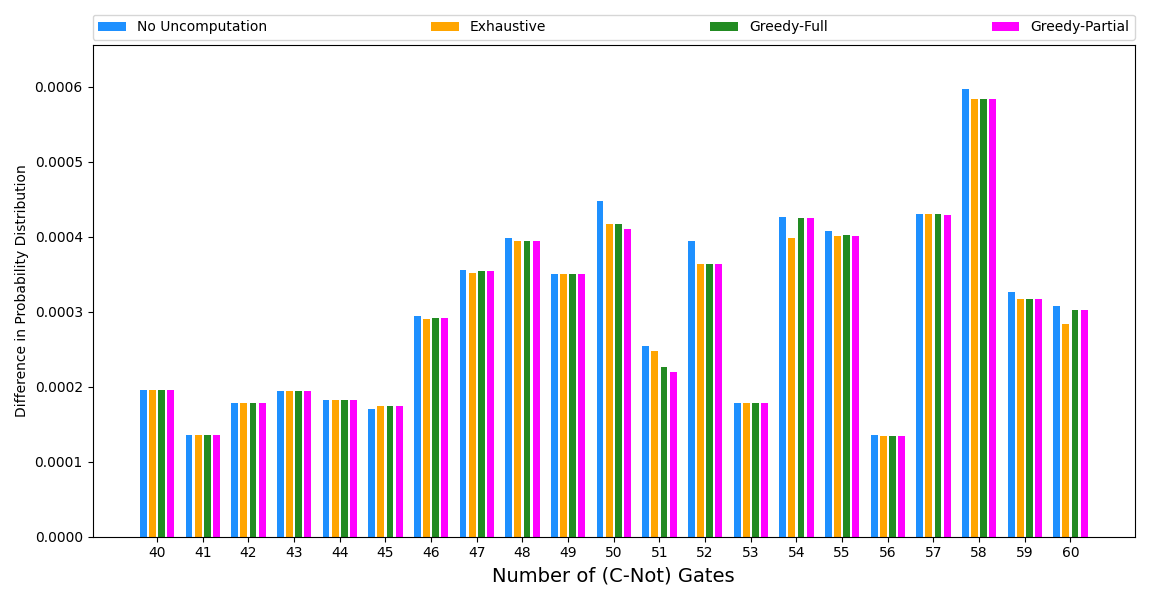 No Uncomputation Exhaustive Greedy-Full Greedy-Partial
0.0006
0.0005
0.0004
0.0003
0.0002
0.0001
0.0000
Difference in Probability Distribution
40 41 42 43 44 45 46 47 48 49 50 51 52 53 54 55 56 57 58 59 60
Number of (C-Not) Gates